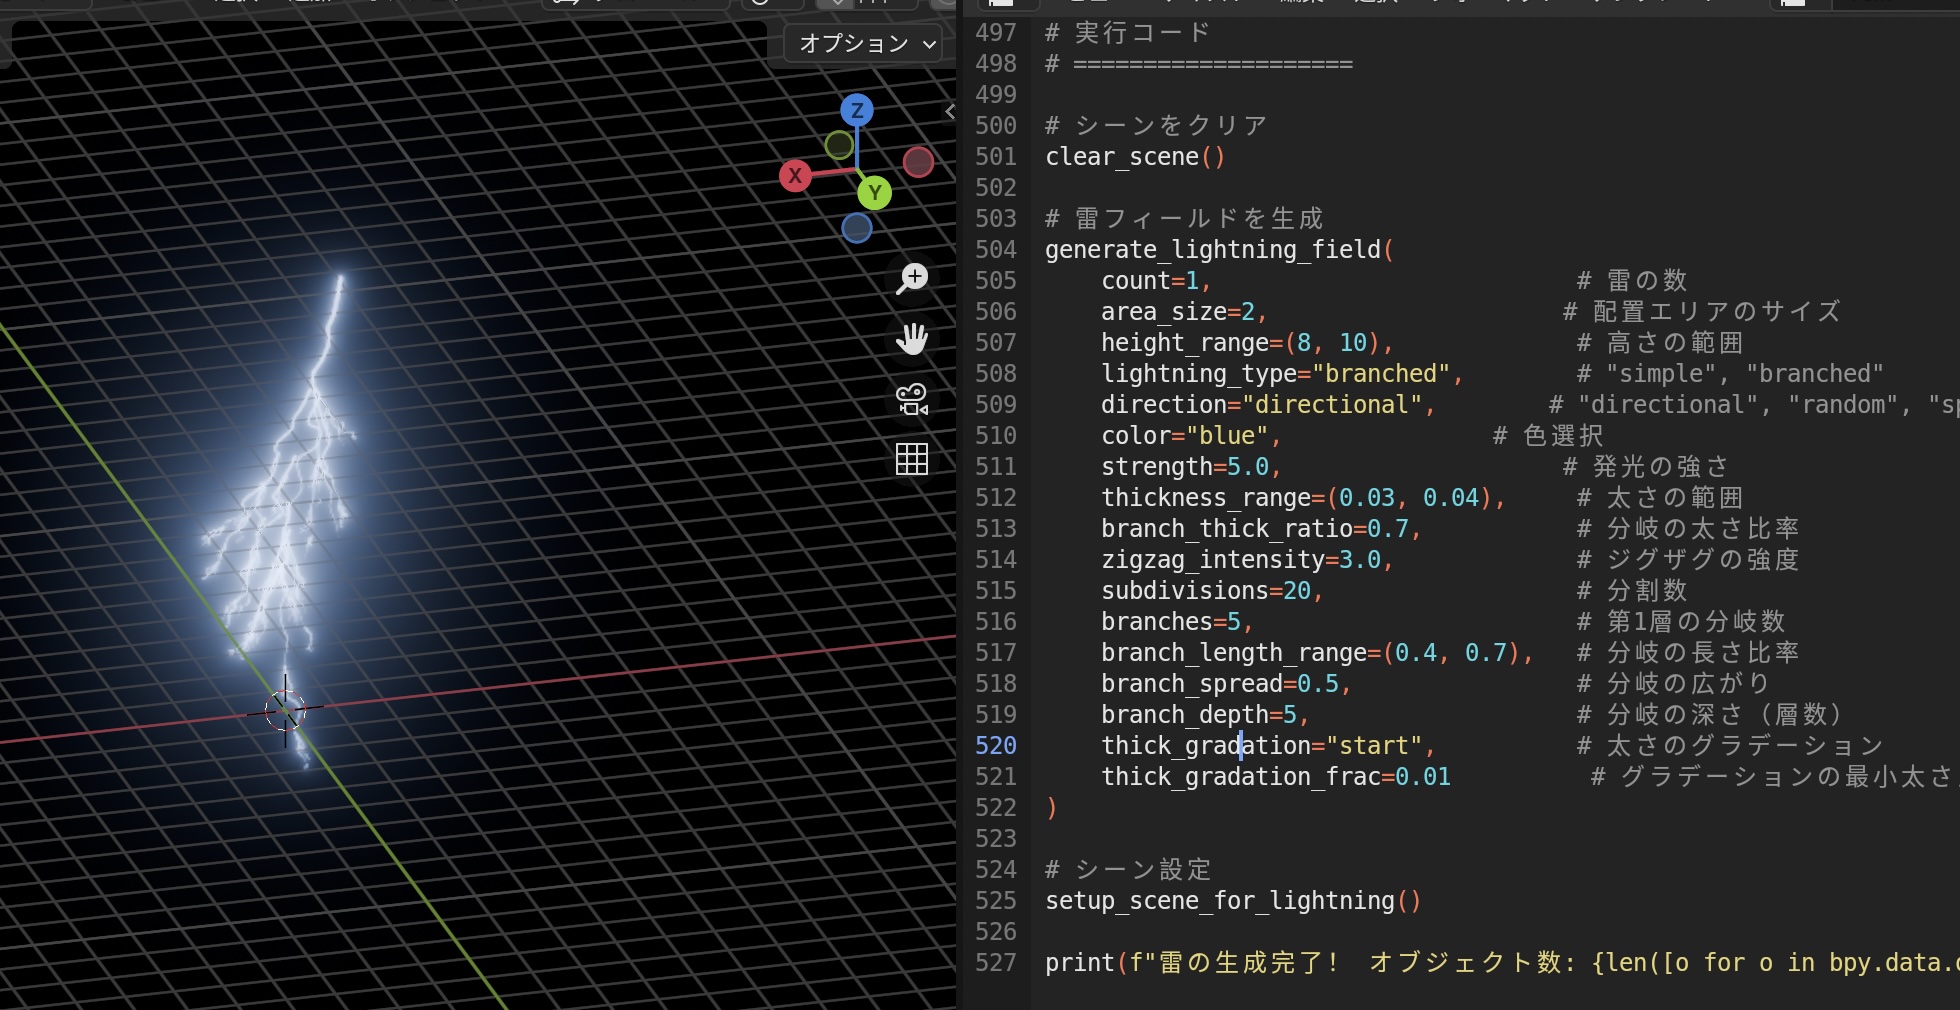 オプション
Z
X
Y
497 # 実行コード
498 # ====================
499
500 # シーンをクリア
501 clear_scene()
502
503 # 雷フィールドを生成
504 generate_lightning_field(
505 count=1, # 雷の数
506 area_size=2, # 配置エリアのサイズ
507 height_range=(8, 10), # 高さの範囲
508 lightning_type="branched", # "simple", "branched"
509 direction="directional", # "directional", "random", "sp
510 color="blue", # 色選択
511 strength=5.0, # 発光の強さ
512 thickness_range=(0.03, 0.04), # 太さの範囲
513 branch_thick_ratio=0.7, # 分岐の太さ比率
514 zigzag_intensity=3.0, # ジグザグの強度
515 subdivisions=20, # 分割数
516 branches=5, # 第1層の分岐数
517 branch_length_range=(0.4, 0.7), # 分岐の長さ比率
518 branch_spread=0.5, # 分岐の広がり
519 branch_depth=5, # 分岐の深さ（層数）
520 thick_gradation="start", # 太さのグラデーション
521 thick_gradation_frac=0.01 # グラデーションの最小太さ
522 )
523
524 # シーン設定
525 setup_scene_for_lightning()
526
527 print(f"雷の生成完了！ オブジェクト数: {len([o for o in bpy.data.o